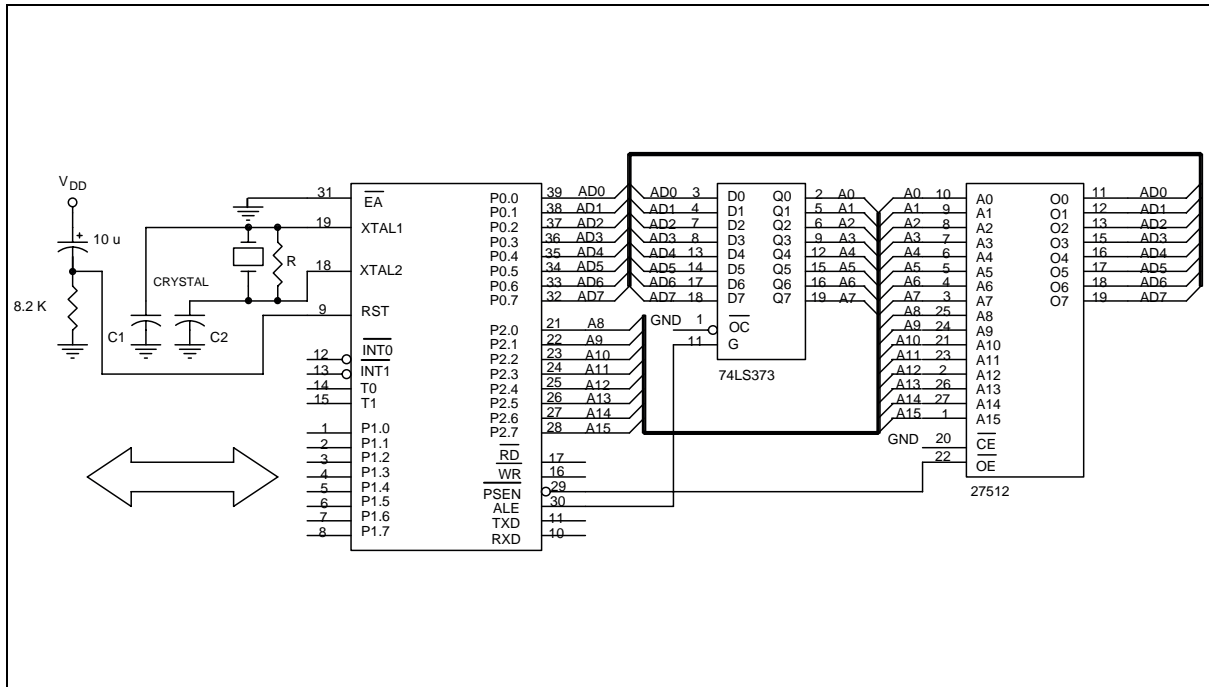 VDD
10 u
8.2 K
C1
C2
CRYSTAL
R
31 EA
19 XTAL1
18 XTAL2
9 RST
12 INT0
13 INT1
14 T0
15 T1
1 P1.0
2 P1.1
3 P1.2
4 P1.3
5 P1.4
6 P1.5
7 P1.6
8 P1.7
P0.0 39 AD0
P0.1 38 AD1
P0.2 37 AD2
P0.3 36 AD3
P0.4 35 AD4
P0.5 34 AD5
P0.6 33 AD6
P0.7 32 AD7
P2.0 21 A8
P2.1 22 A9
P2.2 23 A10
P2.3 24 A11
P2.4 25 A12
P2.5 26 A13
P2.6 27 A14
P2.7 28 A15
RD 17
WR 16
PSEN 29
ALE 30
TXD 11
RXD 10
AD0 3 D0 Q0 2 A0
AD1 4 D1 Q1 5 A1
AD2 7 D2 Q2 6 A2
AD3 8 D3 Q3 9 A3
AD4 13 D4 Q4 12 A4
AD5 14 D5 Q5 15 A5
AD6 17 D6 Q6 16 A6
AD7 18 D7 Q7 19 A7
GND 1 OC
11 G
74LS373
A0 10 A0 O0 11 AD0
A1 9 A1 O1 12 AD1
A2 8 A2 O2 13 AD2
A3 7 A3 O3 15 AD3
A4 6 A4 O4 16 AD4
A5 5 A5 O5 17 AD5
A6 4 A6 O6 18 AD6
A7 3 A7 O7 19 AD7
A8 25 A8
A9 24 A9
A10 21 A10
A11 23 A11
A12 2 A12
A13 26 A13
A14 27 A14
A15 1 A15
GND 20 CE
22 OE
27512